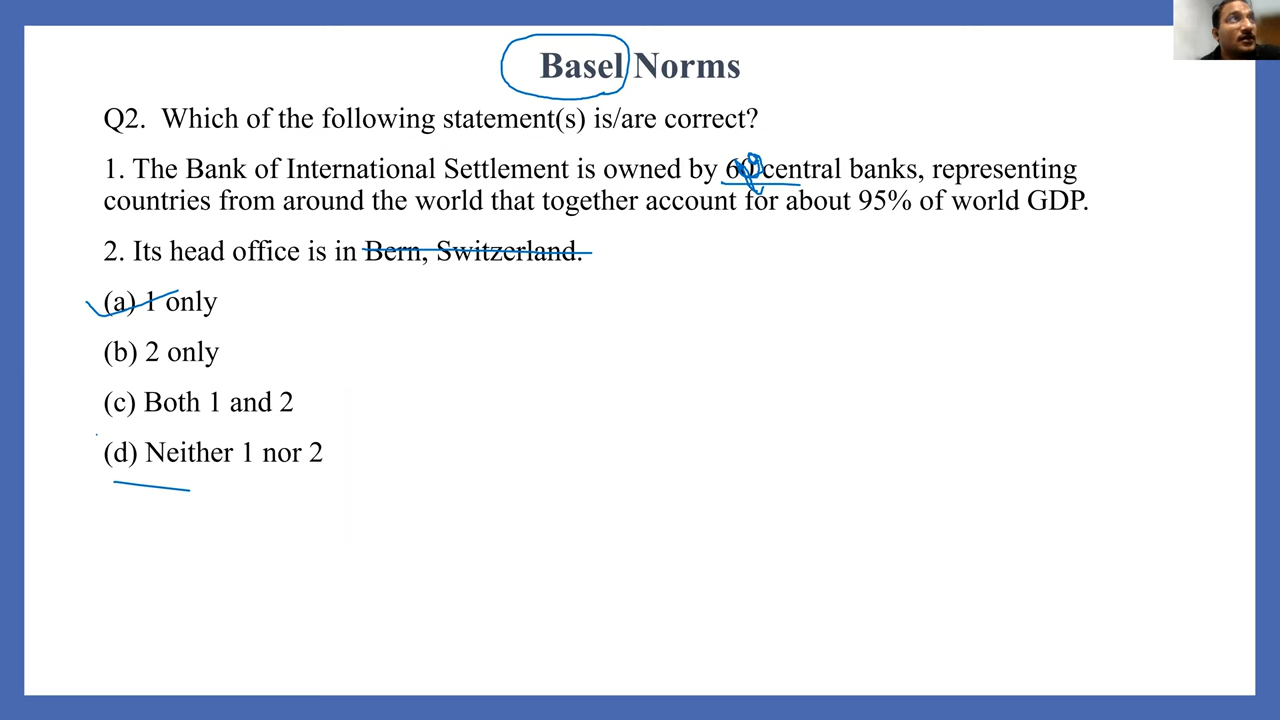 Basel Norms
Q2. Which of the following statement(s) is/are correct?
1. The Bank of International Settlement is owned by 60 central banks, representing
countries from around the world that together account for about 95% of world GDP.
2. Its head office is in Bern, Switzerland.
(a) 1 only
(b) 2 only
(c) Both 1 and 2
(d) Neither 1 nor 2